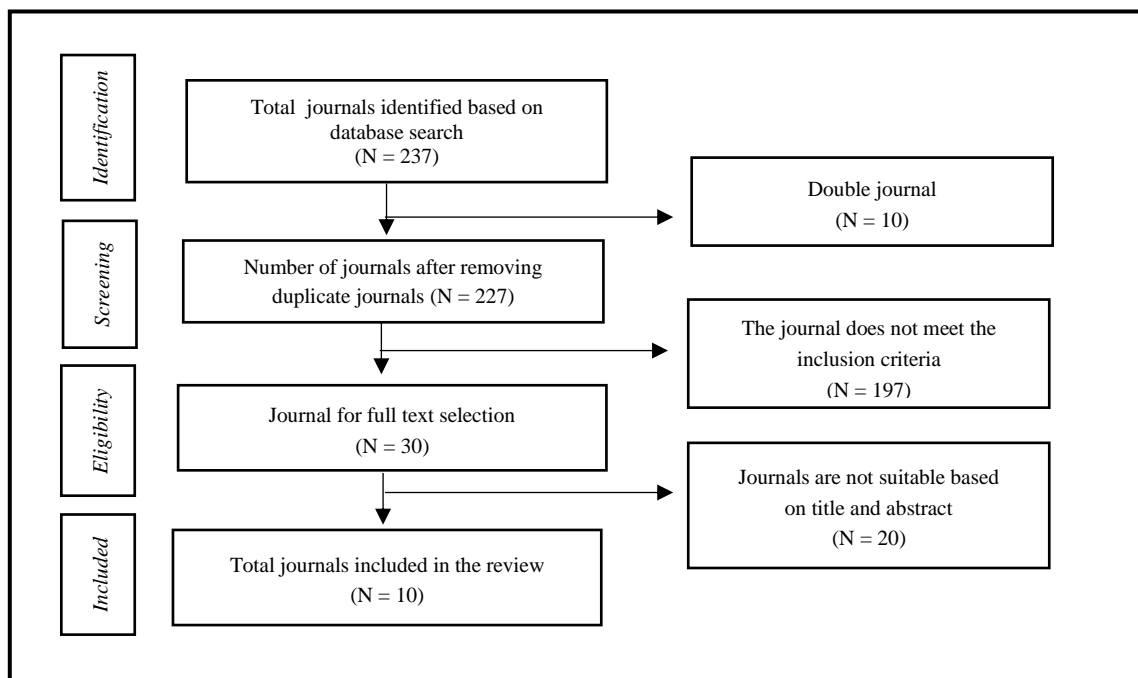 Identification
Total journals identified based on
database search
(N = 237)
Double journal
(N = 10)
Screening
Number of journals after removing
duplicate journals (N = 227)
The journal does not meet the
inclusion criteria
(N = 197)
Eligibility
Journal for full text selection
(N = 30)
Journals are not suitable based
on title and abstract
(N = 20)
Included
Total journals included in the review
(N = 10)